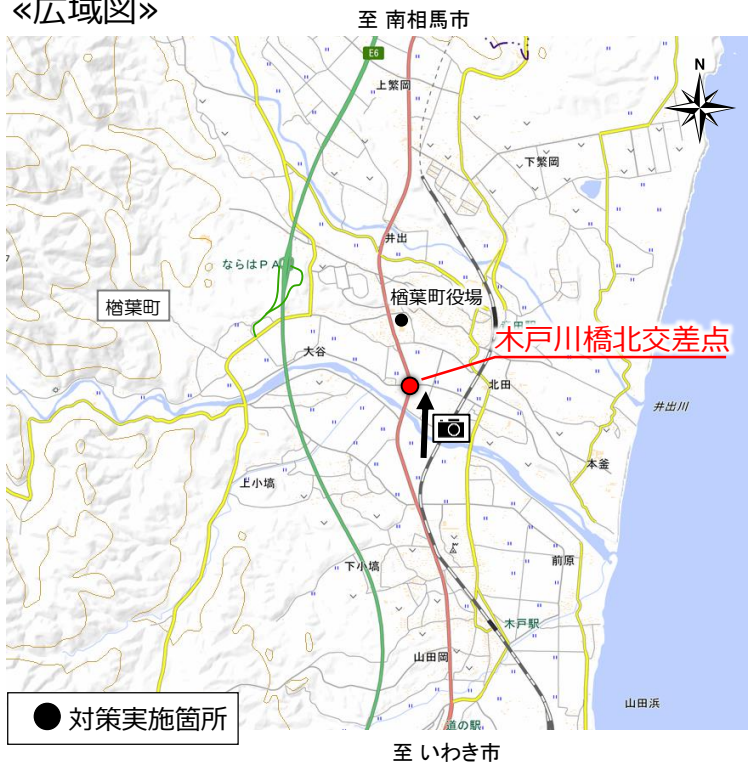 ≪広域図≫
至 南相馬市
E6
上繁岡
N
下繁岡
井出
ならはPA
楢葉町
楢葉町役場
木戸川橋北交差点
大谷
北田
井出川
本釜
上小塙
前原
下小塙
木戸駅
山田岡
山田浜
道の駅
● 対策実施箇所
至 いわき市